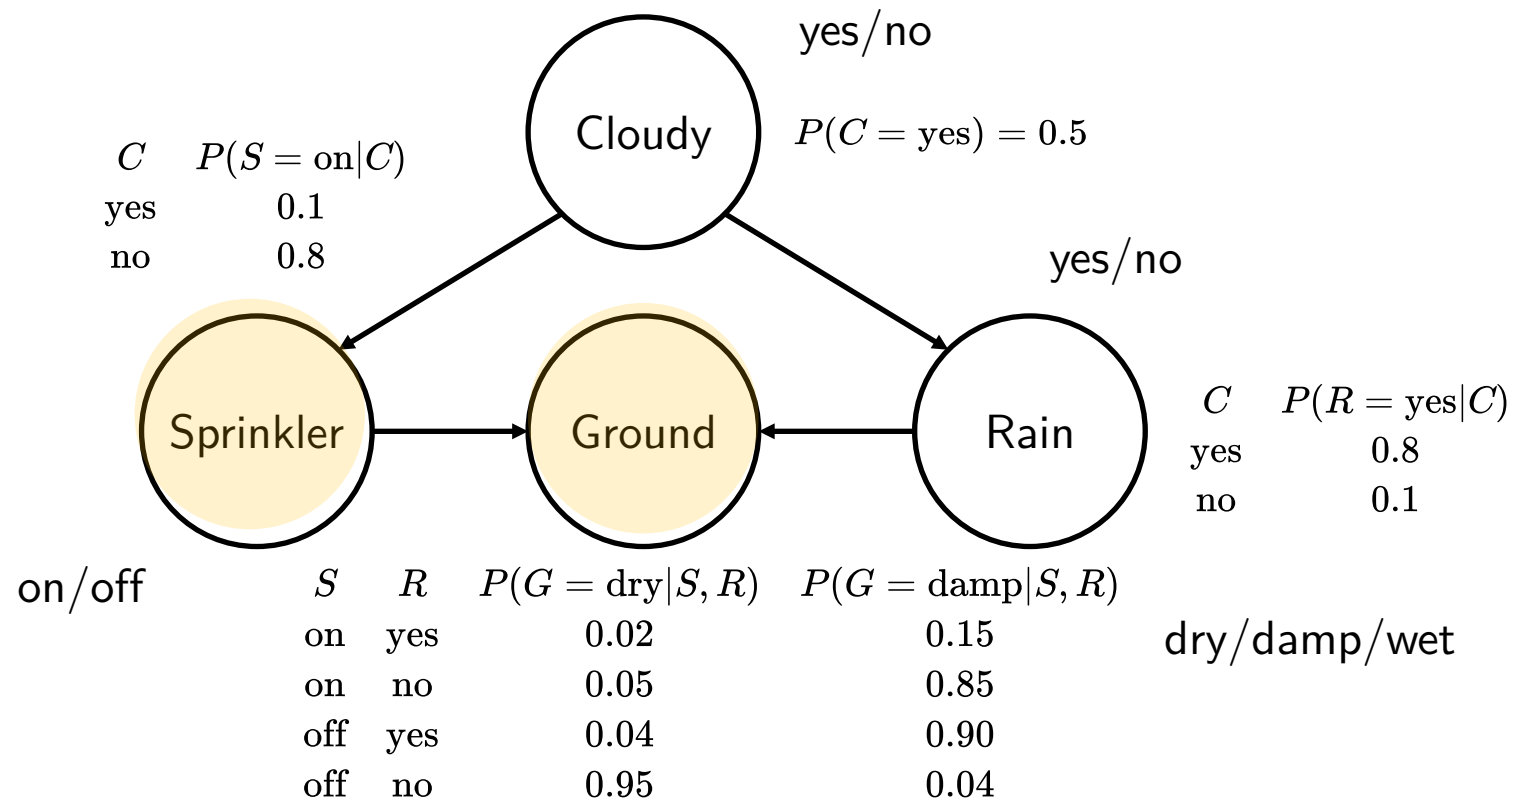 yes/no
Cloudy
P(C = yes) = 0.5
C P(S = on|C)
yes 0.1
no 0.8
yes/no
Sprinkler
Ground
Rain
C P(R = yes|C)
yes 0.8
no 0.1
on/off
S R P(G = dry|S, R) P(G = damp|S, R)
on yes 0.02 0.15
on no 0.05 0.85
off yes 0.04 0.90
off no 0.95 0.04
dry/damp/wet